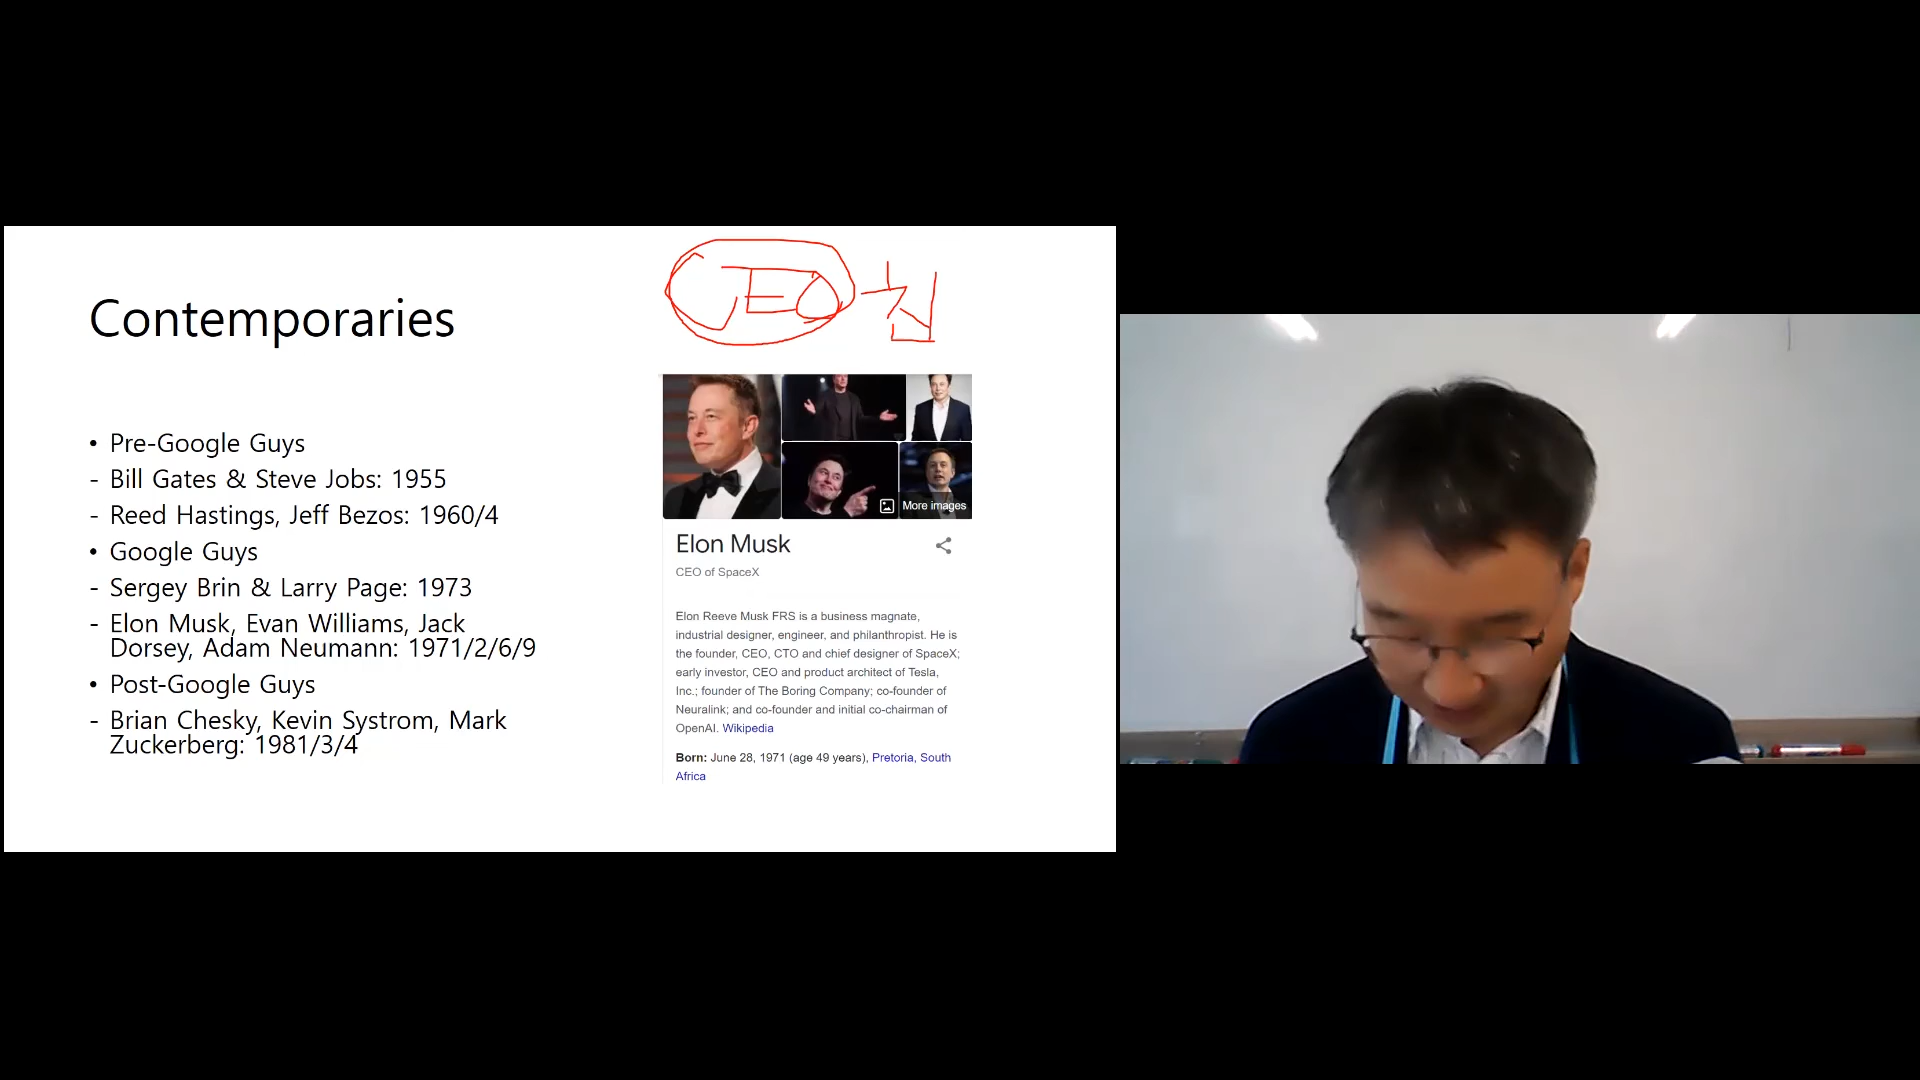 CEO 친
Contemporaries
• Pre-Google Guys
- Bill Gates & Steve Jobs: 1955
- Reed Hastings, Jeff Bezos: 1960/4
• Google Guys
- Sergey Brin & Larry Page: 1973
- Elon Musk, Evan Williams, Jack
Dorsey, Adam Neumann: 1971/2/6/9
• Post-Google Guys
- Brian Chesky, Kevin Systrom, Mark
Zuckerberg: 1981/3/4
More images
Elon Musk
CEO of SpaceX
Elon Reeve Musk FRS is a business magnate,
industrial designer, engineer, and philanthropist. He is
the founder, CEO, CTO and chief designer of SpaceX;
early investor, CEO and product architect of Tesla,
Inc.; founder of The Boring Company; co-founder of
Neuralink; and co-founder and initial co-chairman of
OpenAI. Wikipedia
Born: June 28, 1971 (age 49 years), Pretoria, South
Africa